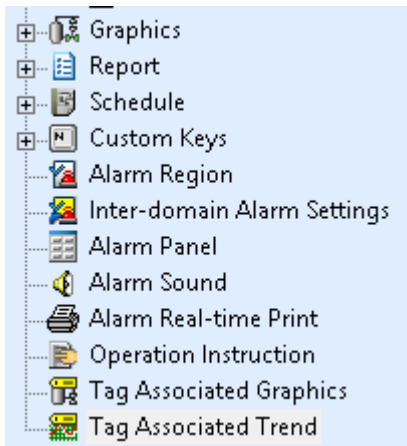 Graphics
Report
Schedule
Custom Keys
Alarm Region
Inter-domain Alarm Settings
Alarm Panel
Alarm Sound
Alarm Real-time Print
Operation Instruction
Tag Associated Graphics
Tag Associated Trend